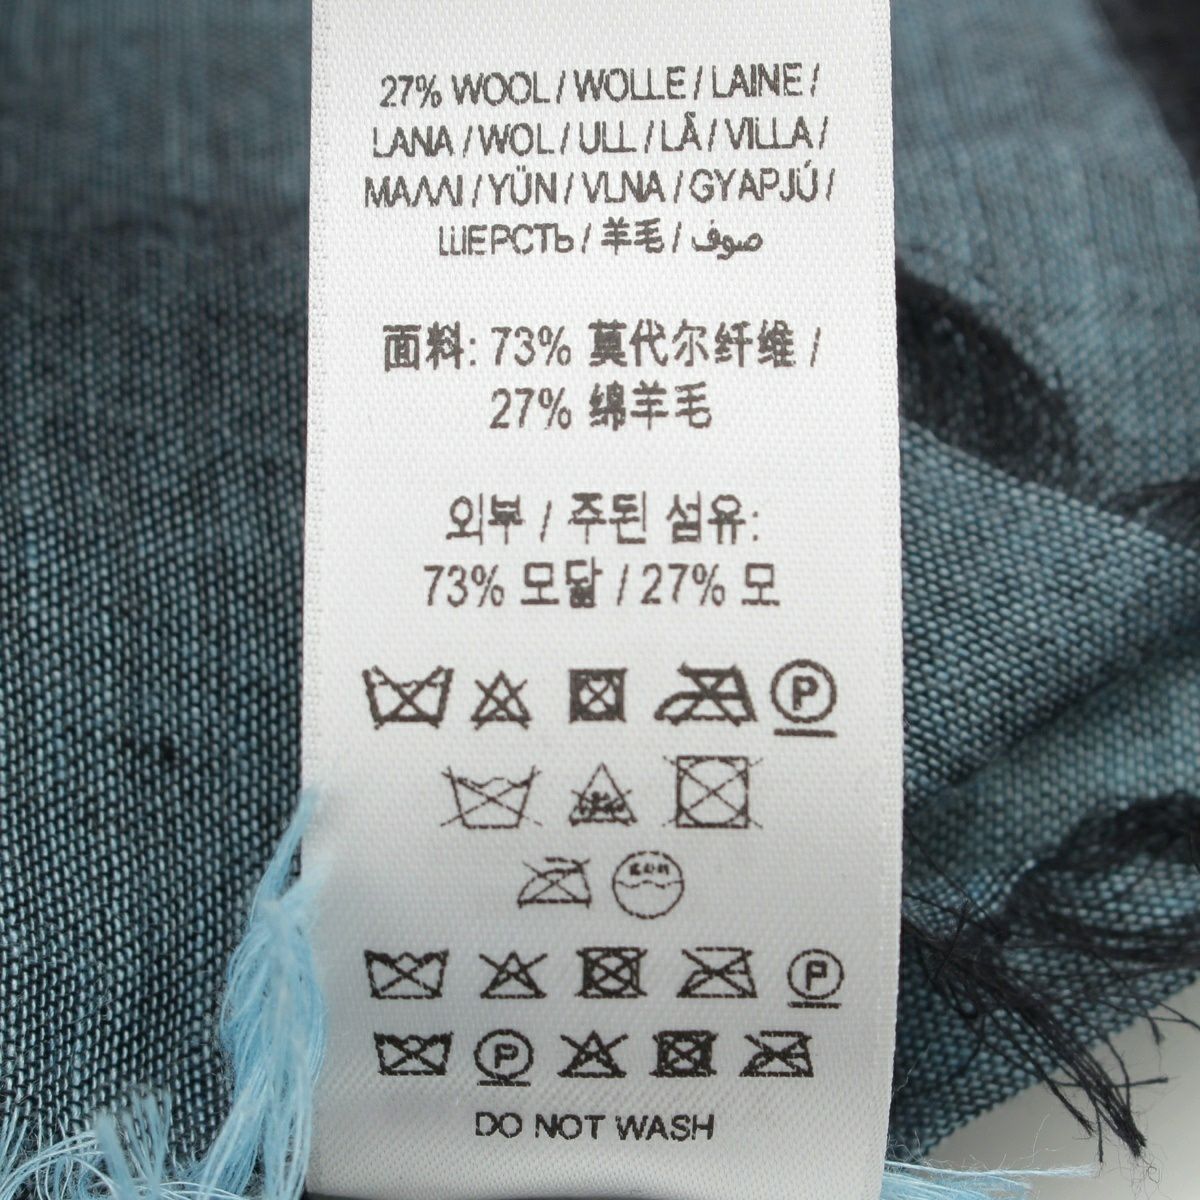 27% WOOL / WOLLE / LAINE /
LANA / WOL / ULL / LÃ / VILLA /
ΜΑΛΛΙ / YÜN / VLNA / GYAPJÚ /
ШЕРСТЬ / 羊毛 / صوف
面料: 73% 莫代尔纤维 /
27% 绵羊毛
외부 / 주된 섬유:
73% 모달 / 27% 모
P
P
P
DO NOT WASH